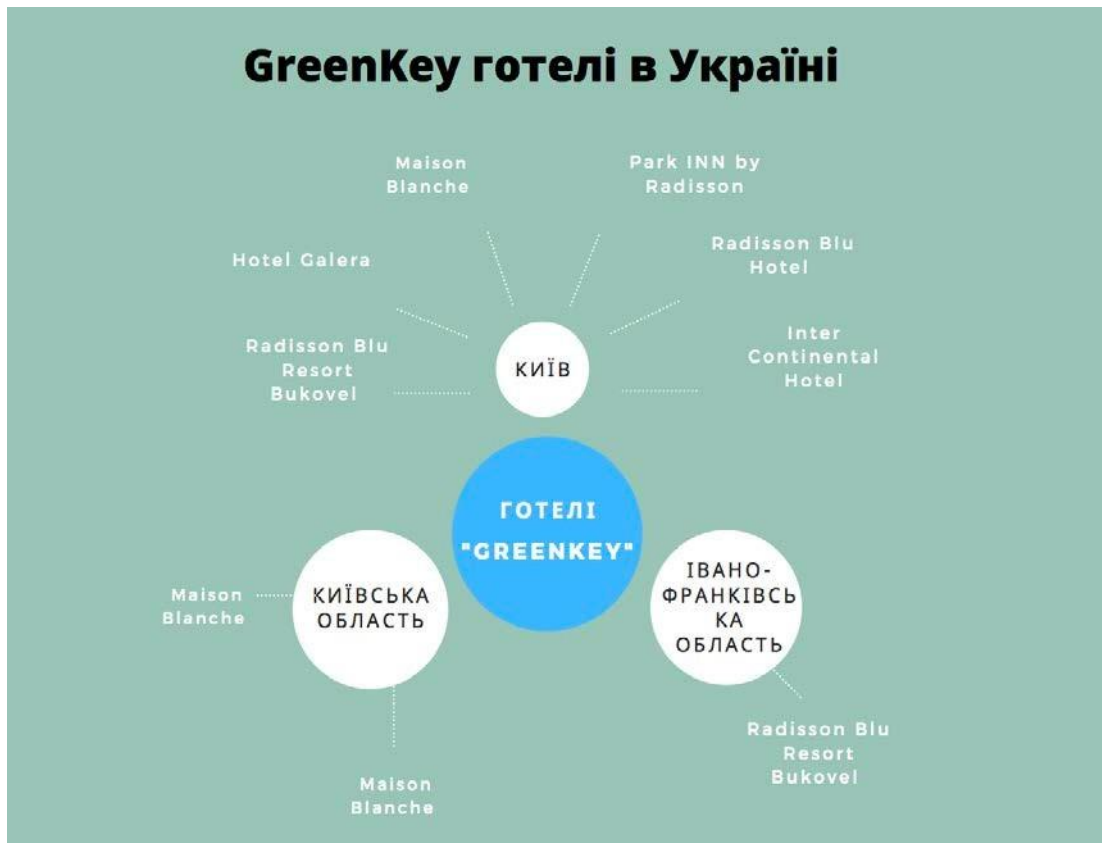 GreenKey готелі в Україні
Maison
Blanche
Park INN by
Radisson
Hotel Galera
Radisson Blu
Hotel
Radisson Blu
Resort
Bukovel
КИЇВ
Inter
Continental
Hotel
ГОТЕЛІ
"GREENKEY"
Maison
Blanche
КИЇВСЬКА
ОБЛАСТЬ
ІВАНО-
ФРАНКІВСЬ
КА
ОБЛАСТЬ
Maison
Blanche
Radisson Blu
Resort
Bukovel